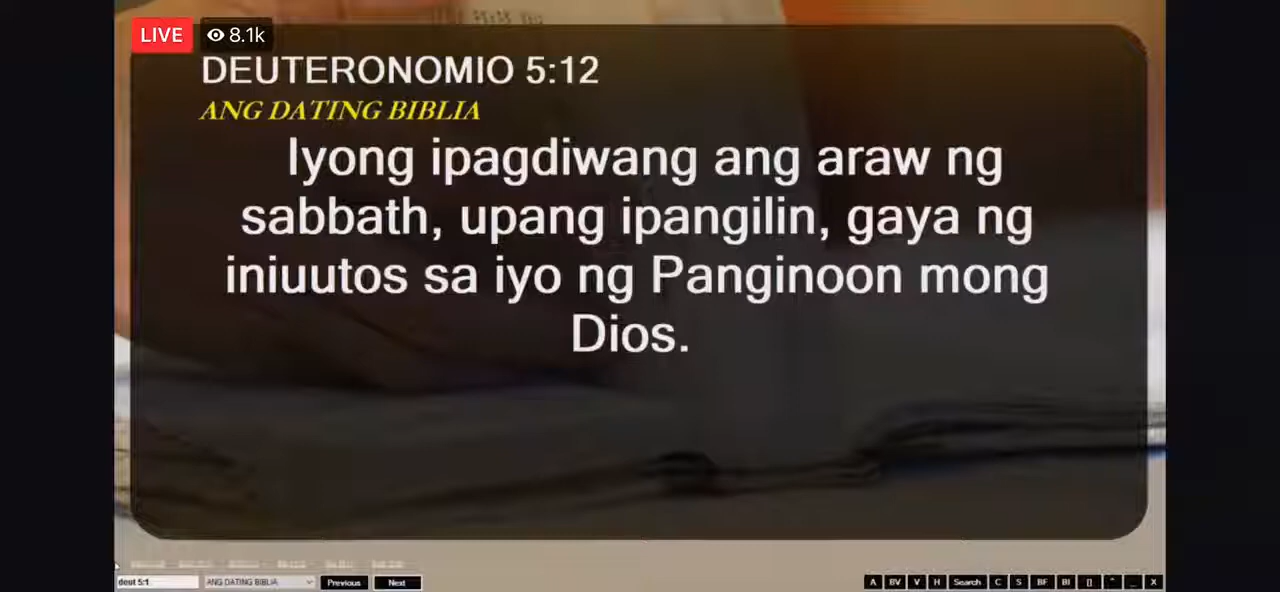 LIVE 8.1k
DEUTERONOMIO 5:12
ANG DATING BIBLIA
Iyong ipagdiwang ang araw ng
sabbath, upang ipangilin, gaya ng
iniuutos sa iyo ng Panginoon mong
Dios.
deut 5:1 ANG DATING BIBLIA Previous Next A BV V H Search C S BF BI [] ^ _ X